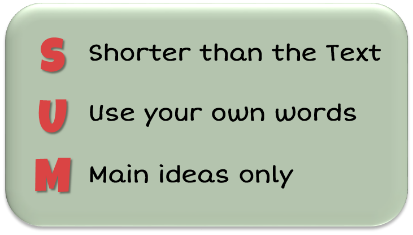 S Shorter than the Text
U Use your own words
M Main ideas only